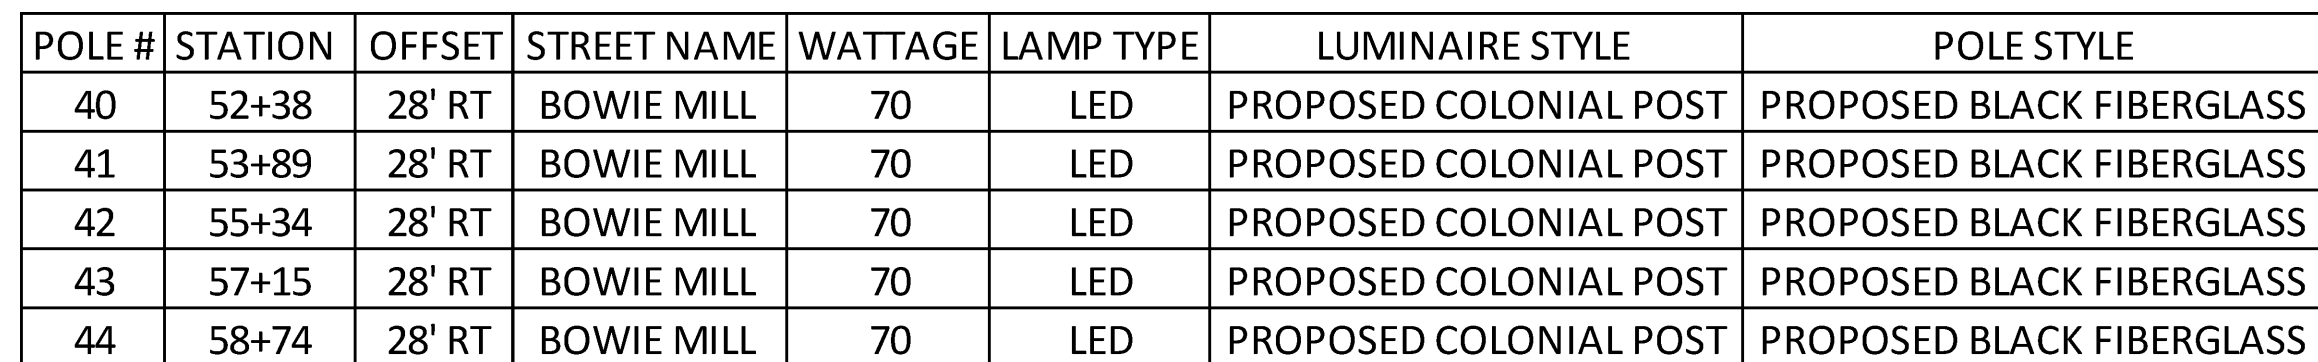 POLE # STATION OFFSET STREET NAME WATTAGE LAMP TYPE LUMINAIRE STYLE POLE STYLE
40 52+38 28' RT BOWIE MILL 70 LED PROPOSED COLONIAL POST PROPOSED BLACK FIBERGLASS
41 53+89 28' RT BOWIE MILL 70 LED PROPOSED COLONIAL POST PROPOSED BLACK FIBERGLASS
42 55+34 28' RT BOWIE MILL 70 LED PROPOSED COLONIAL POST PROPOSED BLACK FIBERGLASS
43 57+15 28' RT BOWIE MILL 70 LED PROPOSED COLONIAL POST PROPOSED BLACK FIBERGLASS
44 58+74 28' RT BOWIE MILL 70 LED PROPOSED COLONIAL POST PROPOSED BLACK FIBERGLASS